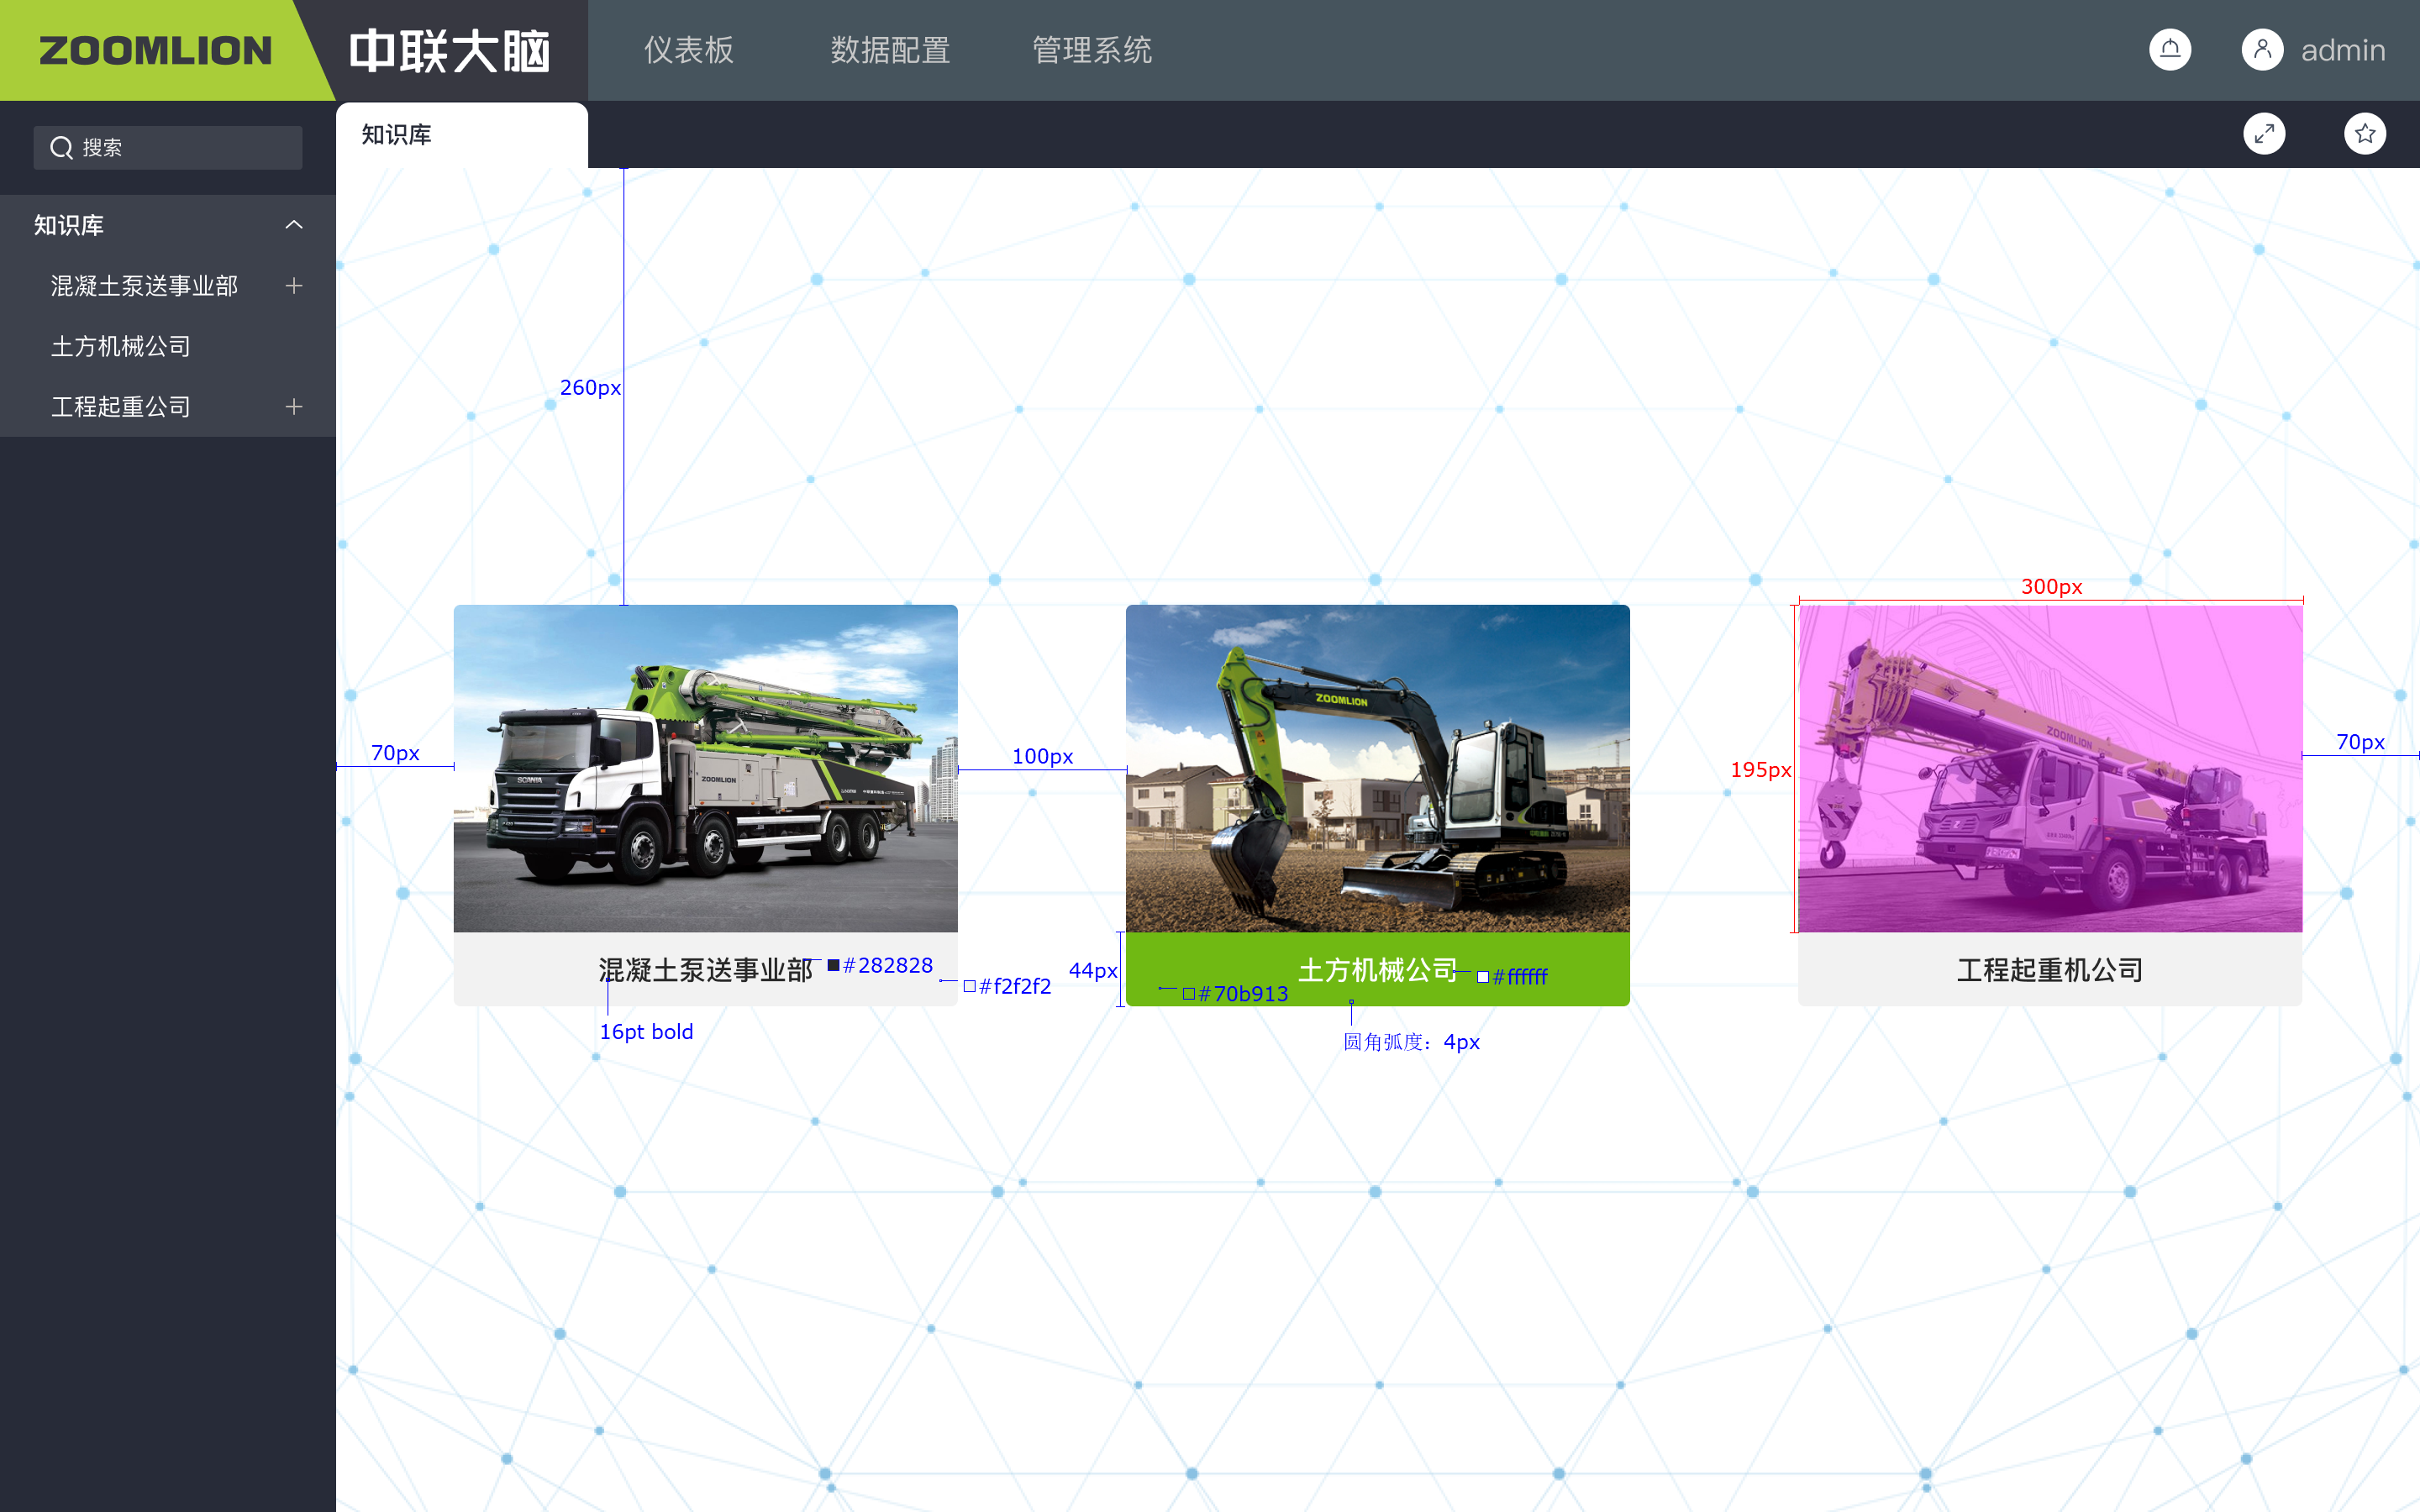 ZOOMLION
中联大脑
仪表板
数据配置
管理系统
admin
搜索
知识库
知识库
混凝土泵送事业部
土方机械公司
工程起重公司
260px
300px
70px
100px
195px
70px
SCANIA
ZOOMLION
ZOOMLION
ZOOMLION
混凝土泵送事业部
#282828
#f2f2f2
16pt bold
44px
土方机械公司
#ffffff
#70b913
圆角弧度：4px
工程起重机公司